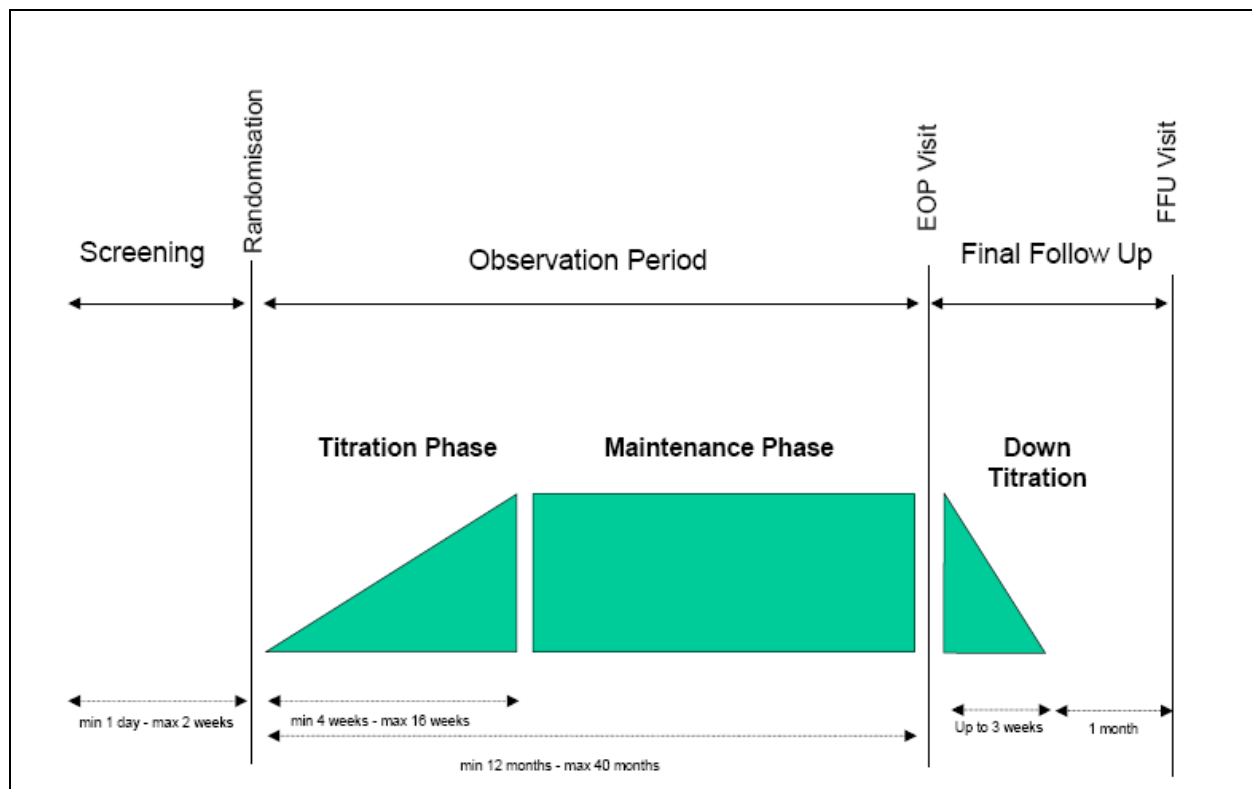 Randomisation
EOP Visit
FFU Visit
Screening
Observation Period
Final Follow Up
Titration Phase
Maintenance Phase
Down
Titration
min 1 day - max 2 weeks
min 4 weeks - max 16 weeks
Up to 3 weeks
1 month
min 12 months - max 40 months